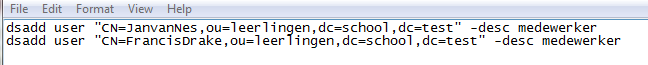 File Edit Format View Help
dsadd user "CN=JanvanNes,ou=leerlingen,dc=school,dc=test" -desc medewerker
dsadd user "CN=FrancisDrake,ou=leerlingen,dc=school,dc=test" -desc medewerker